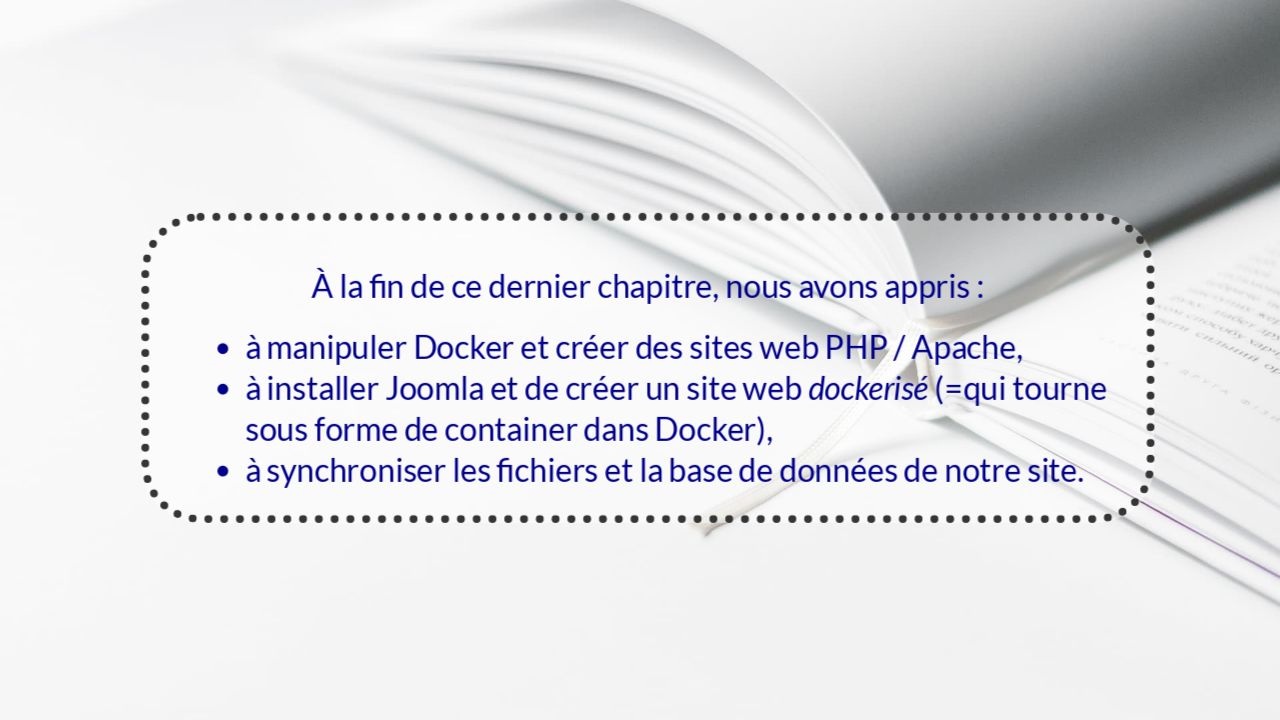 À la fin de ce dernier chapitre, nous avons appris :
• à manipuler Docker et créer des sites web PHP / Apache,
• à installer Joomla et de créer un site web dockerisé (=qui tourne
sous forme de container dans Docker),
• à synchroniser les fichiers et la base de données de notre site.